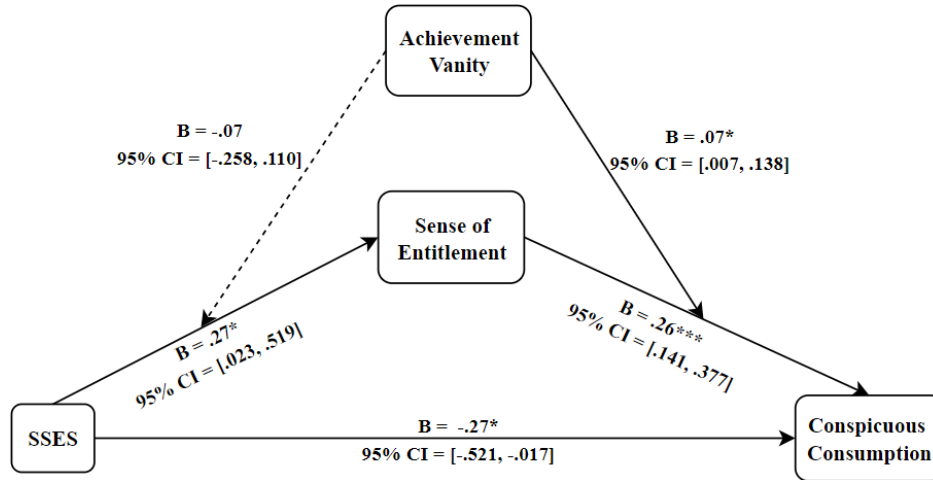 Achievement
Vanity
B = -.07
95% CI = [-.258, .110]
B = .07*
95% CI = [.007, .138]
Sense of
Entitlement
B = .27*
95% CI = [.023, .519]
B = .26***
95% CI = [.141, .377]
SSES
B = -.27*
95% CI = [-.521, -.017]
Conspicuous
Consumption